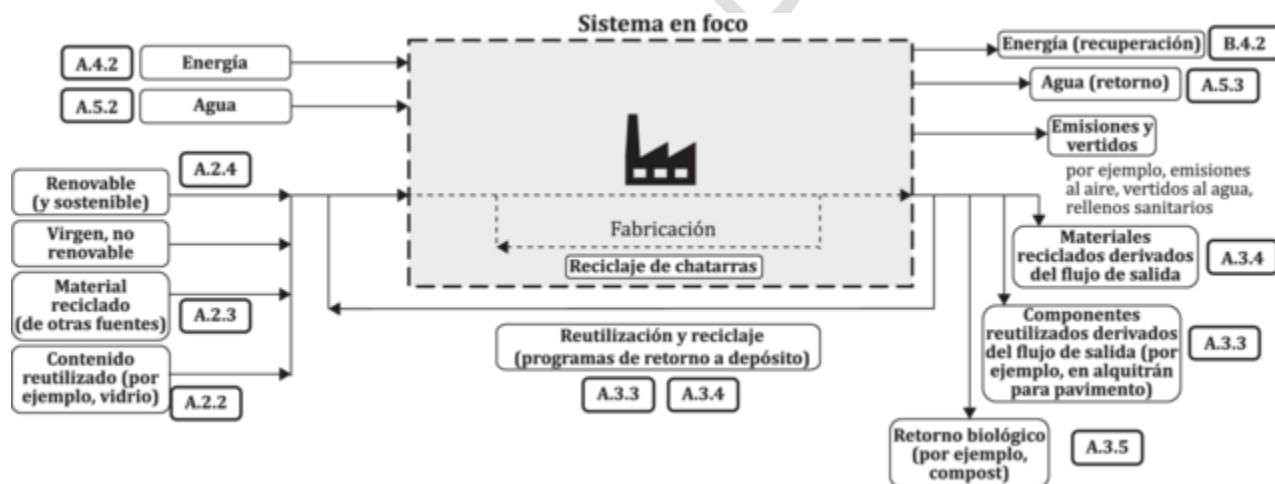 Sistema en foco
A.4.2
Energía
A.5.2
Agua
A.2.4
Renovable
(y sostenible)
Virgen, no
renovable
Material
reciclado
(de otras fuentes)
A.2.3
Contenido
reutilizado (por
ejemplo, vidrio)
A.2.2
Fabricación
Reciclaje de chatarras
Reutilización y reciclaje
(programas de retorno a depósito)
A.3.3
A.3.4
Energía (recuperación)
B.4.2
Agua (retorno)
A.5.3
Emisiones y
vertidos
por ejemplo, emisiones
al aire, vertidos al agua,
rellenos sanitarios
Materiales
reciclados derivados
del flujo de salida
A.3.4
Componentes
reutilizados derivados
del flujo de salida (por
ejemplo, en alquitrán
para pavimento)
A.3.3
Retorno biológico
(por ejemplo,
compost)
A.3.5